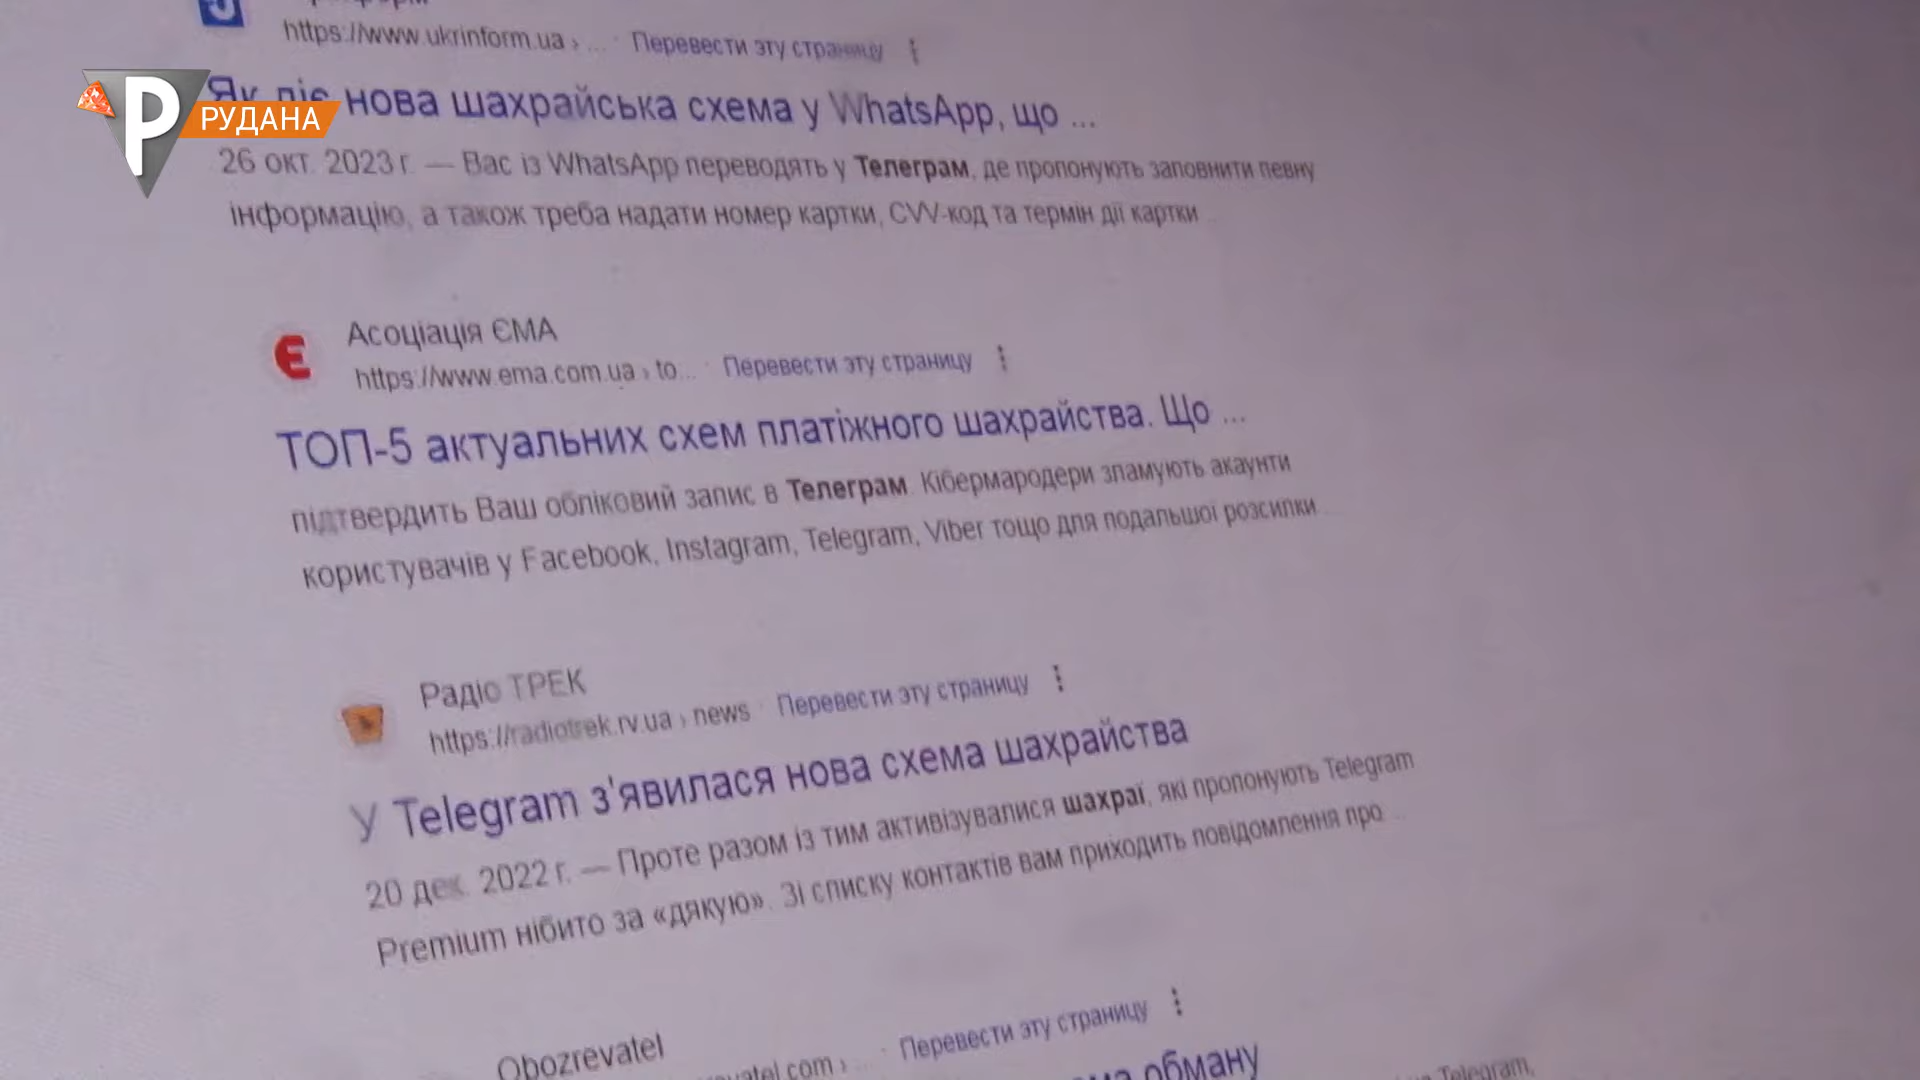 https://www.ukrinform.ua › ... · Перевести эту страницу
Як діє нова шахрайська схема у WhatsApp, що ...
26 окт. 2023 г. — Вас із WhatsApp переводять у Телеграм, де пропонують заповнити певну
інформацію, а також треба надати номер картки, CVV-код та термін дії картки ...
РУДАНА
Асоціація ЄМА
https://www.ema.com.ua › to... · Перевести эту страницу
ТОП-5 актуальних схем платіжного шахрайства. Що ...
підтвердить Ваш обліковий запис в Телеграм. Кібермародери зламують акаунти
користувачів у Facebook, Instagram, Telegram, Viber тощо для подальшої розсилки ...
Радіо ТРЕК
https://radiotrek.rv.ua › news · Перевести эту страницу
У Telegram з'явилася нова схема шахрайства
20 дек. 2022 г. — Проте разом із тим активізувалися шахраї, які пропонують Telegram
Premium нібито за «дякую». Зі списку контактів вам приходить повідомлення про ...
Obozrevatel
Перевести эту страницу
обману
Telegram,